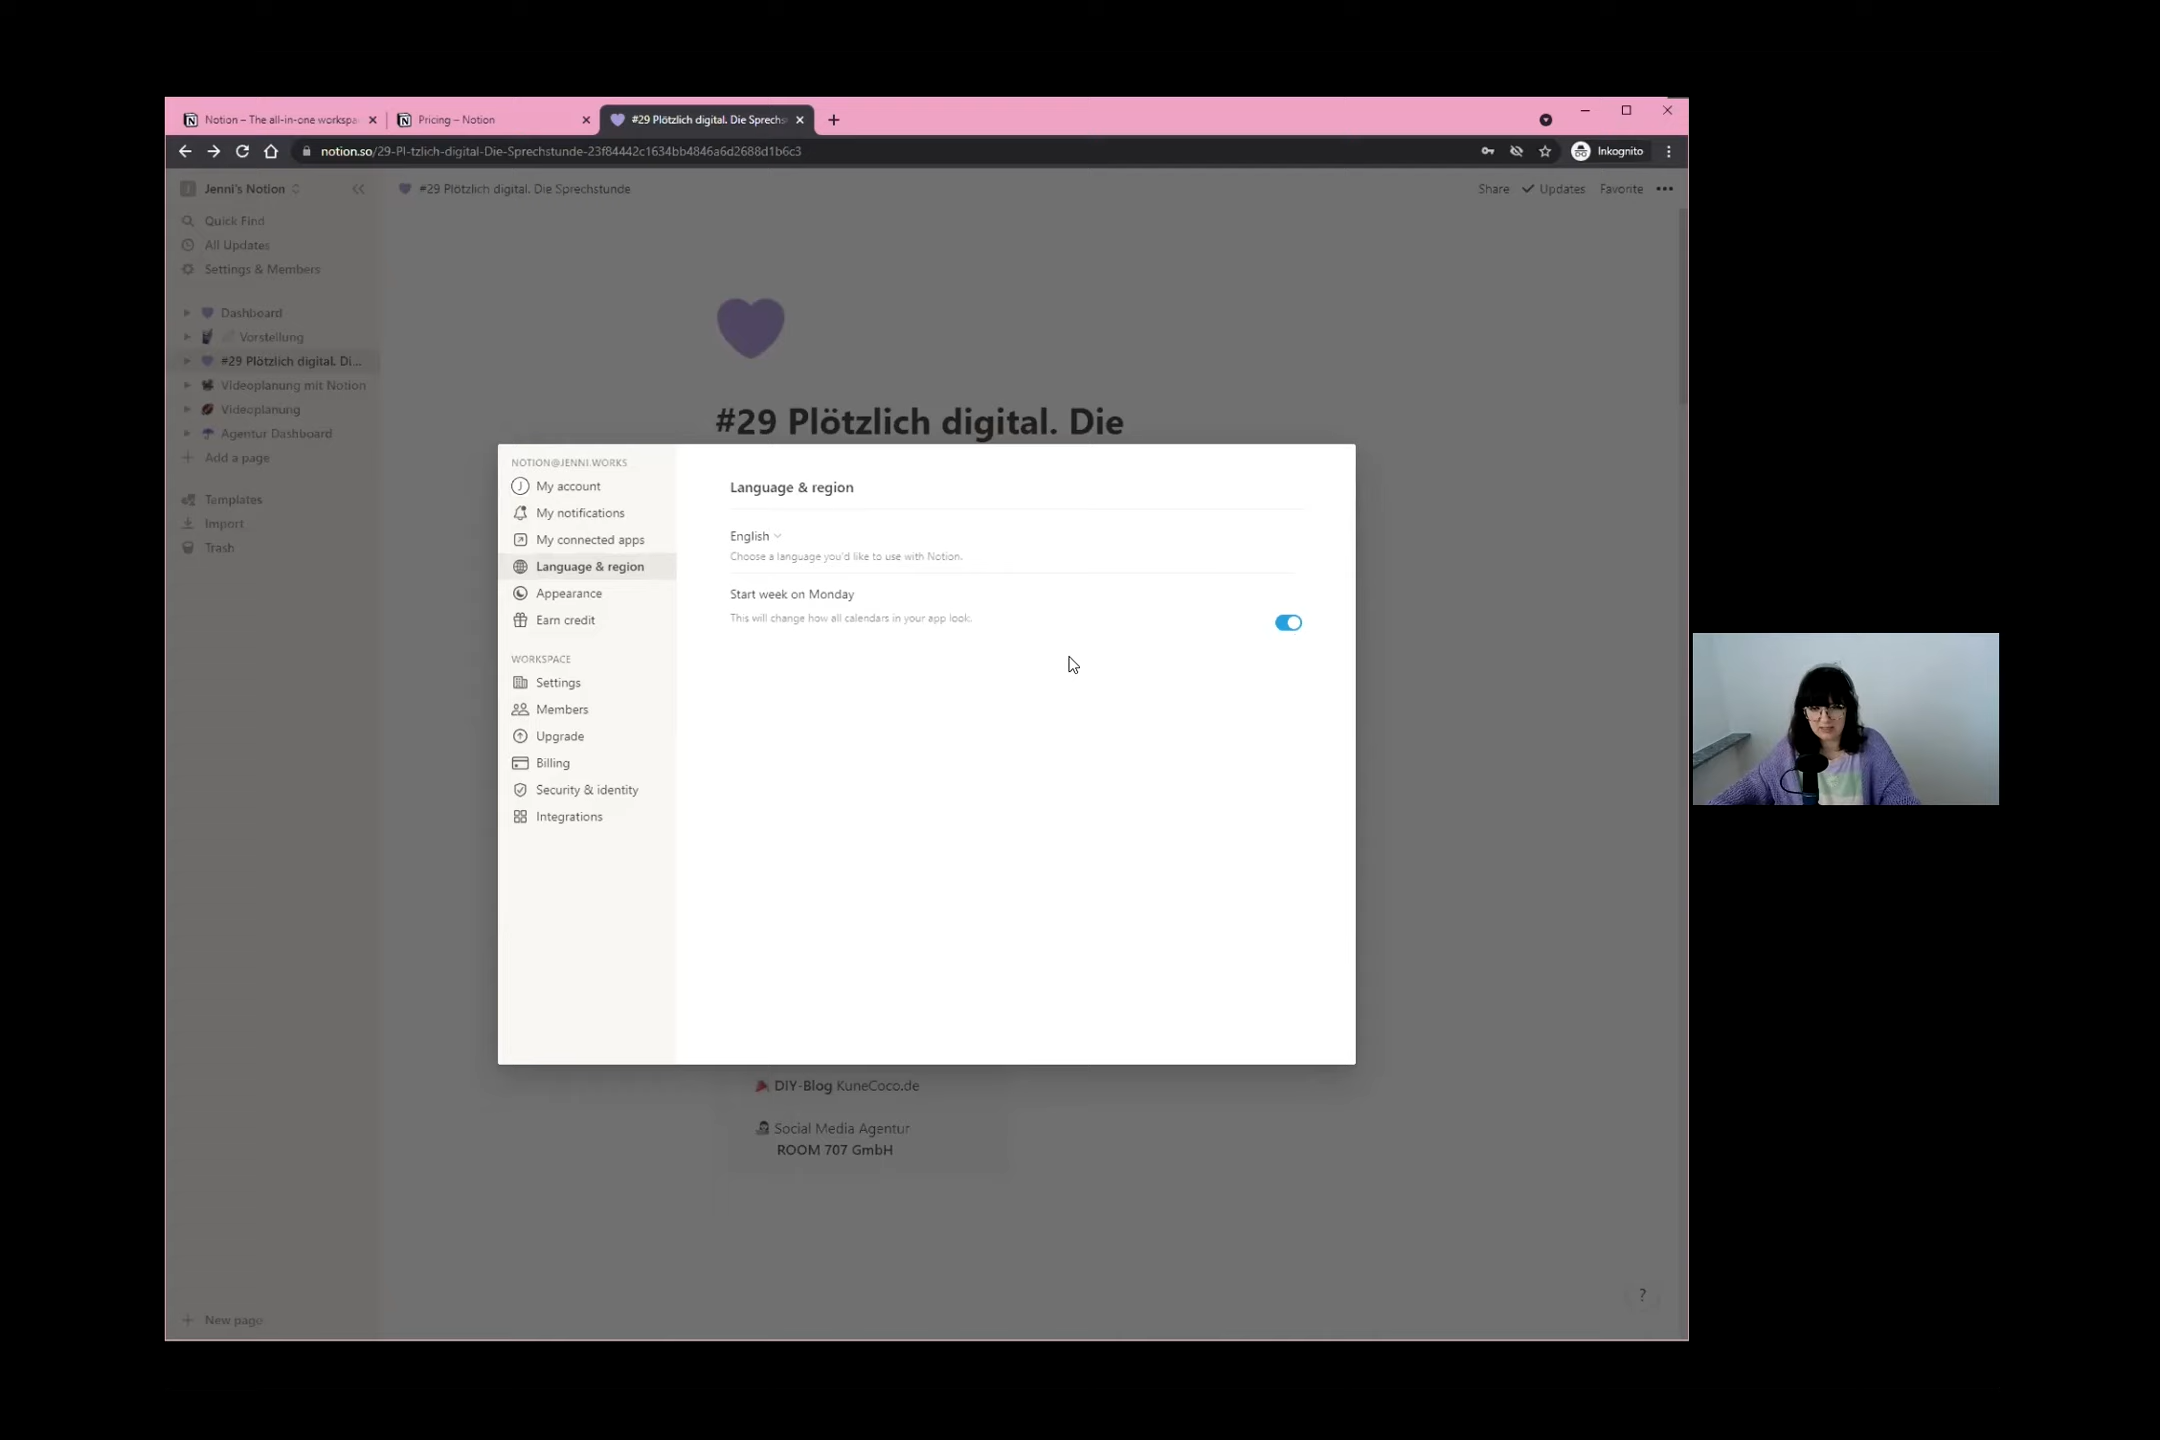 Notion – The all-in-one workspa
Pricing – Notion
#29 Plötzlich digital. Die Sprechs
notion.so/29-Pl-tzlich-digital-Die-Sprechstunde-23f84442c1634bb4846a6d2688d1b6c3
Inkognito
Jenni's Notion
#29 Plötzlich digital. Die Sprechstunde
Share
Updates
Favorite
Quick Find
All Updates
Settings & Members
Dashboard
Vorstellung
#29 Plötzlich digital. Di...
Videoplanung mit Notion
Videoplanung
Agentur Dashboard
Add a page
Templates
Import
Trash
New page
#29 Plötzlich digital. Die
NOTION@JENNI.WORKS
J My account
My notifications
My connected apps
Language & region
Appearance
Earn credit
WORKSPACE
Settings
Members
Upgrade
Billing
Security & identity
Integrations
Language & region
English
Choose a language you'd like to use with Notion.
Start week on Monday
This will change how all calendars in your app look.
DIY-Blog KuneCoco.de
Social Media Agentur
ROOM 707 GmbH
?